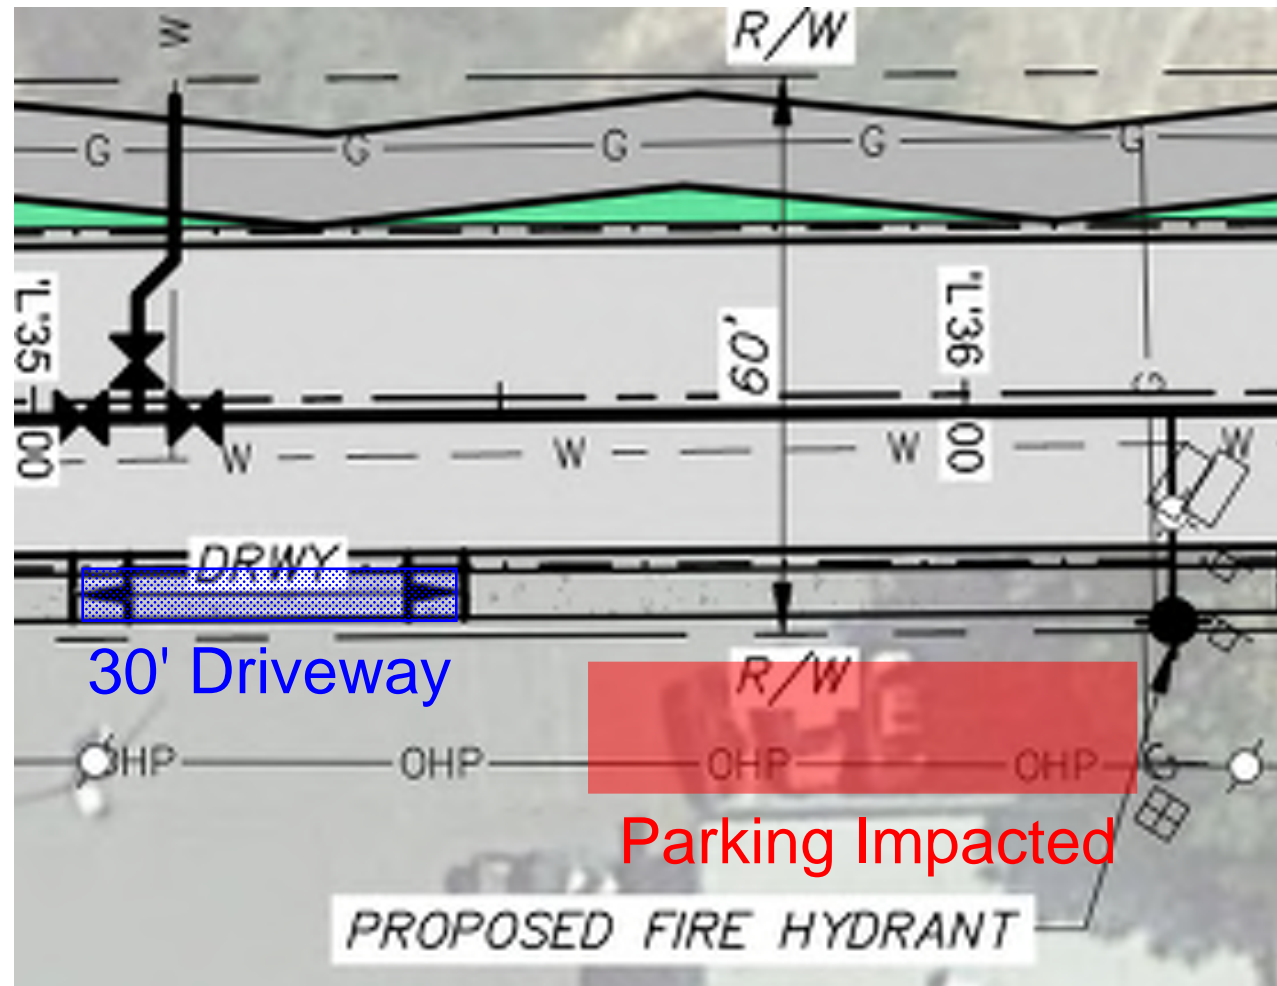 W
R/W
G G G G G
'L'35
00
60'
'L'36
00
G
W W W W
DRWY
30' Driveway
R/W
OHP OHP OHP OHP G
Parking Impacted
PROPOSED FIRE HYDRANT